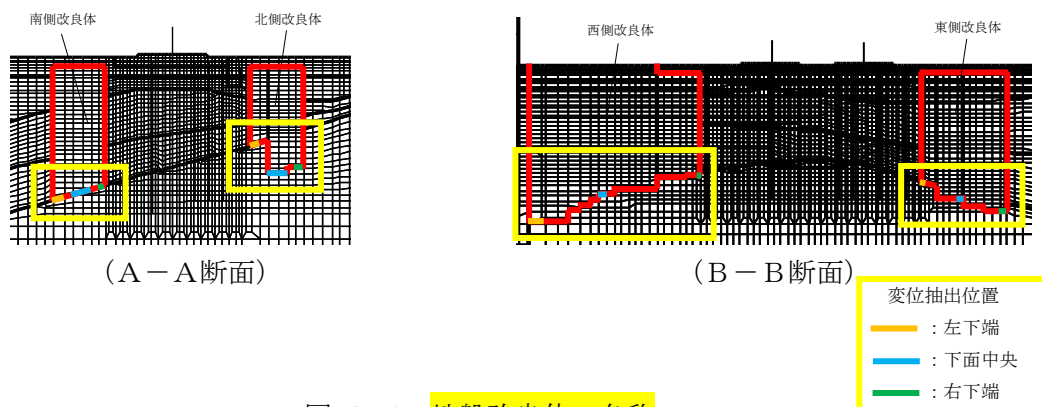 南側改良体
北側改良体
西側改良体
東側改良体
(A-A断面)
(B-B断面)
変位抽出位置
:左下端
:下面中央
:右下端